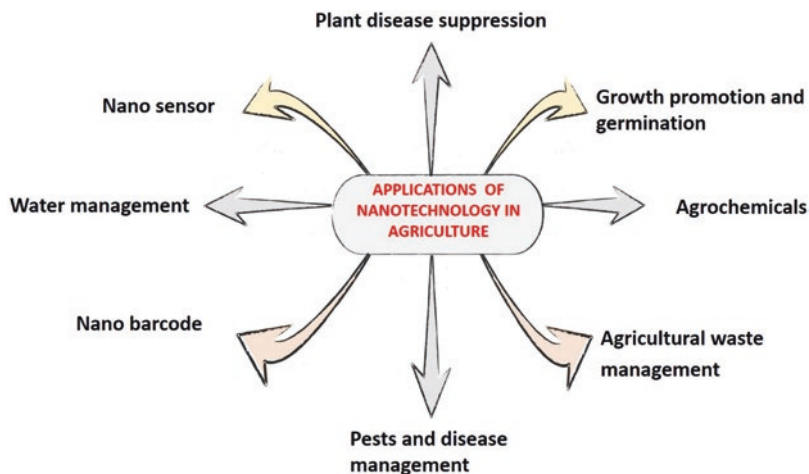 Plant disease suppression
Nano sensor
Growth promotion and
germination
Water management
APPLICATIONS OF
NANOTECHNOLOGY IN
AGRICULTURE
Agrochemicals
Nano barcode
Agricultural waste
management
Pests and disease
management